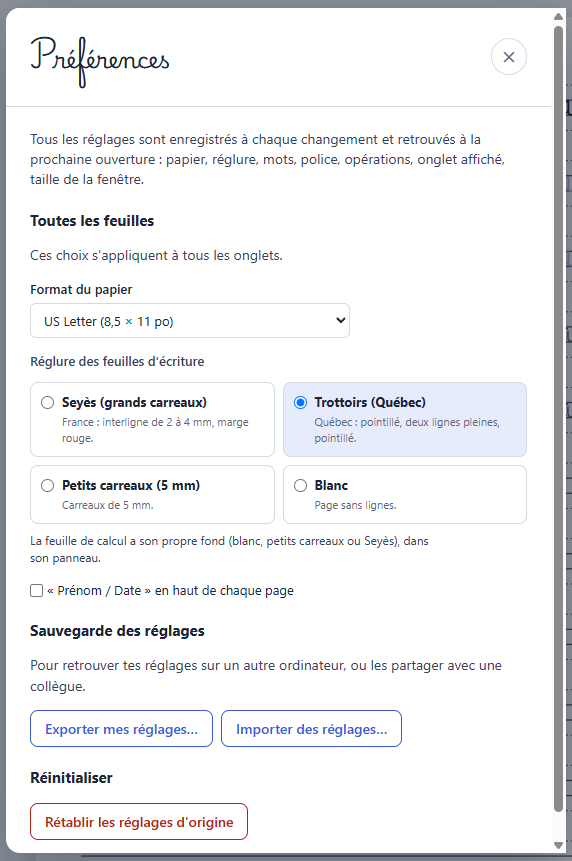 Préférences
Tous les réglages sont enregistrés à chaque changement et retrouvés à la
prochaine ouverture : papier, réglure, mots, police, opérations, onglet affiché,
taille de la fenêtre.
Toutes les feuilles
Ces choix s'appliquent à tous les onglets.
Format du papier
US Letter (8,5 × 11 po)
Réglure des feuilles d'écriture
Seyès (grands carreaux)
France : interligne de 2 à 4 mm, marge
rouge.
Trottoirs (Québec)
Québec : pointillé, deux lignes pleines,
pointillé.
Petits carreaux (5 mm)
Carreaux de 5 mm.
Blanc
Page sans lignes.
La feuille de calcul a son propre fond (blanc, petits carreaux ou Seyès), dans
son panneau.
« Prénom / Date » en haut de chaque page
Sauvegarde des réglages
Pour retrouver tes réglages sur un autre ordinateur, ou les partager avec une
collègue.
Exporter mes réglages...
Importer des réglages...
Réinitialiser
Rétablir les réglages d'origine